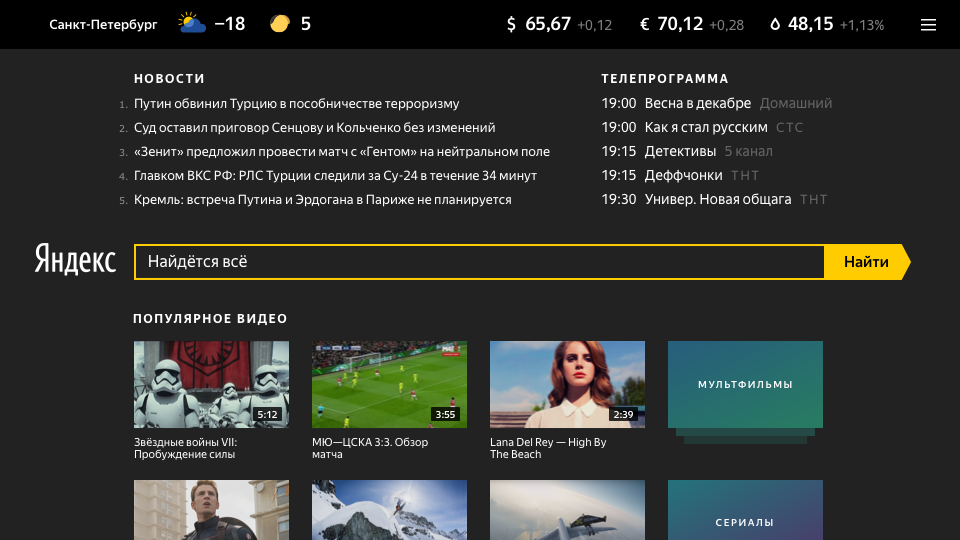 Санкт-Петербург −18 5 $ 65,67 +0,12 € 70,12 +0,28 48,15 +1,13%
НОВОСТИ
1. Путин обвинил Турцию в пособничестве терроризму
2. Суд оставил приговор Сенцову и Кольченко без изменений
3. «Зенит» предложил провести матч с «Гентом» на нейтральном поле
4. Главком ВКС РФ: РЛС Турции следили за Су-24 в течение 34 минут
5. Кремль: встреча Путина и Эрдогана в Париже не планируется
ТЕЛЕПРОГРАММА
19:00 Весна в декабре Домашний
19:00 Как я стал русским СТС
19:15 Детективы 5 канал
19:15 Деффчонки ТНТ
19:30 Универ. Новая общага ТНТ
Яндекс Найдётся всё Найти
ПОПУЛЯРНОЕ ВИДЕО
5:12
Звёздные войны VII:
Пробуждение силы
3:55
МЮ—ЦСКА 3:3. Обзор
матча
2:39
Lana Del Rey — High By
The Beach
МУЛЬТФИЛЬМЫ
СЕРИАЛЫ